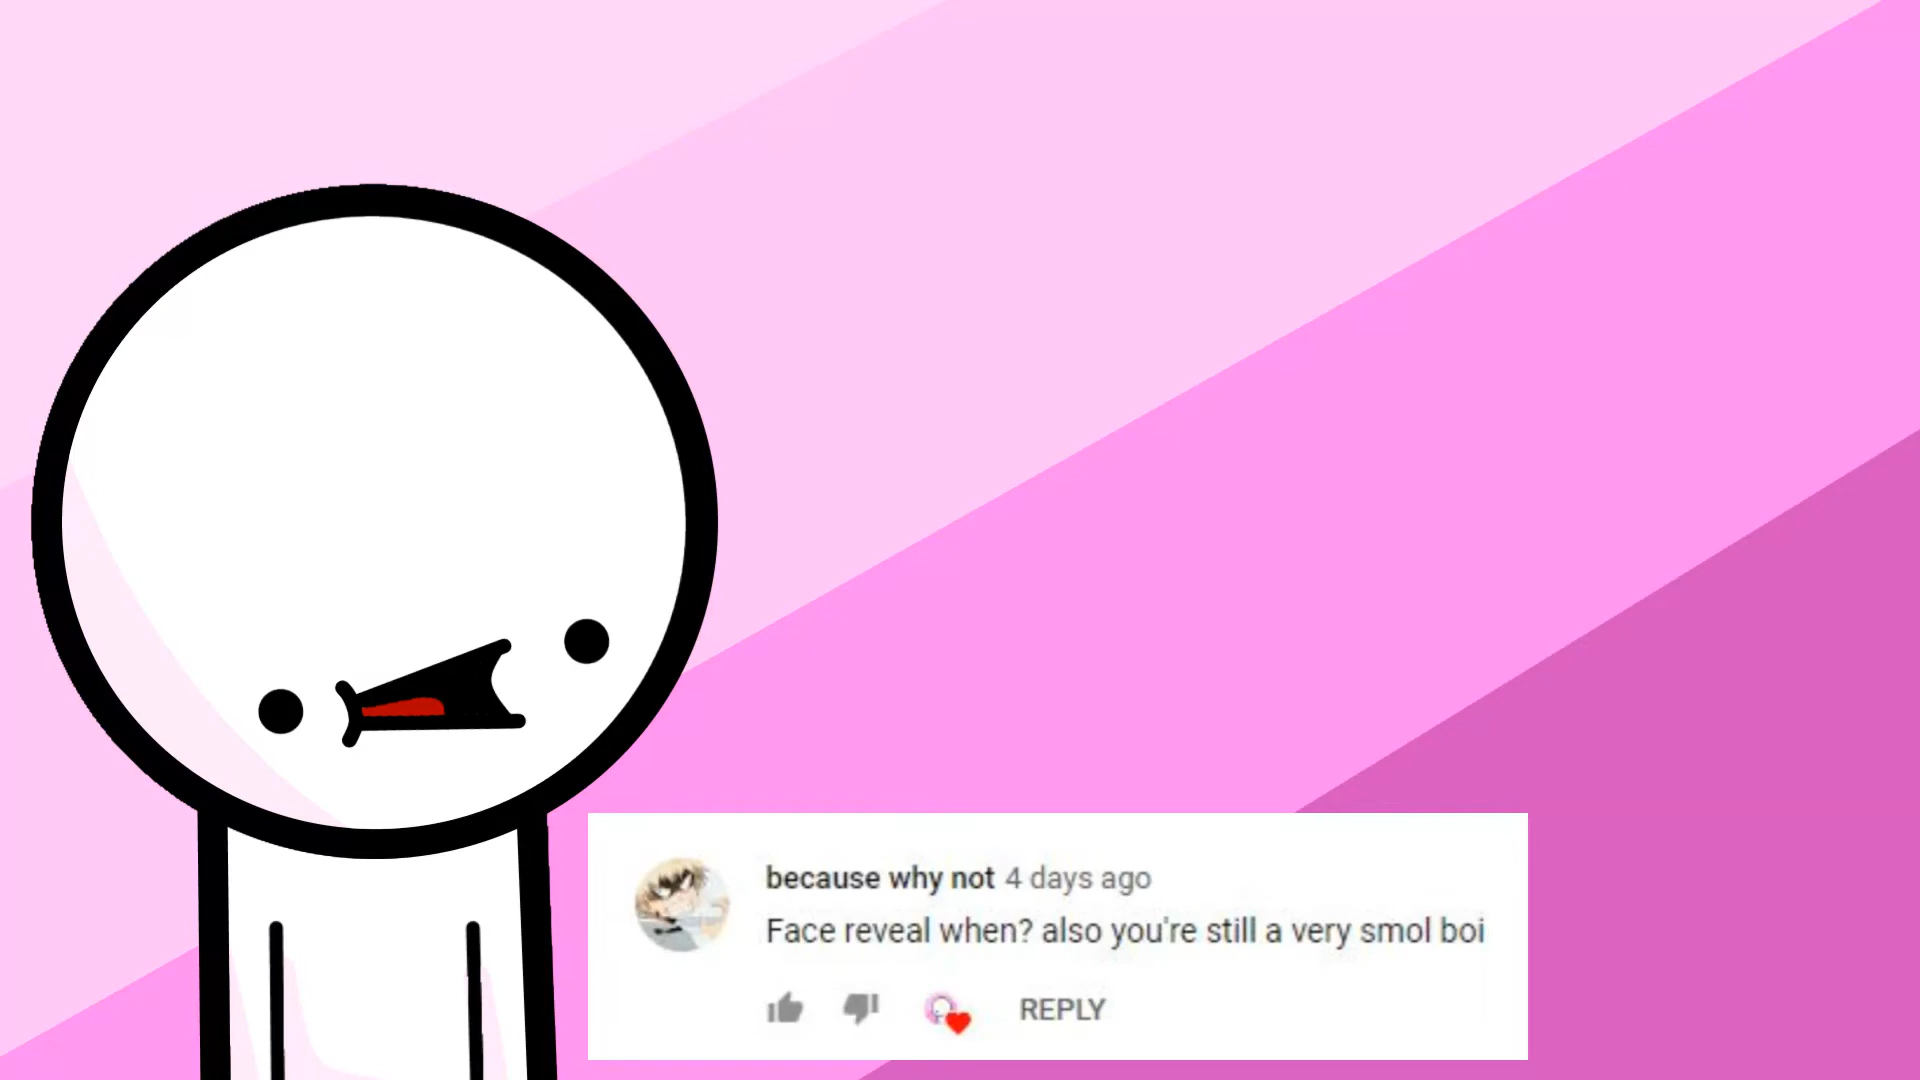 because why not 4 days ago
Face reveal when? also you're still a very smol boi
REPLY